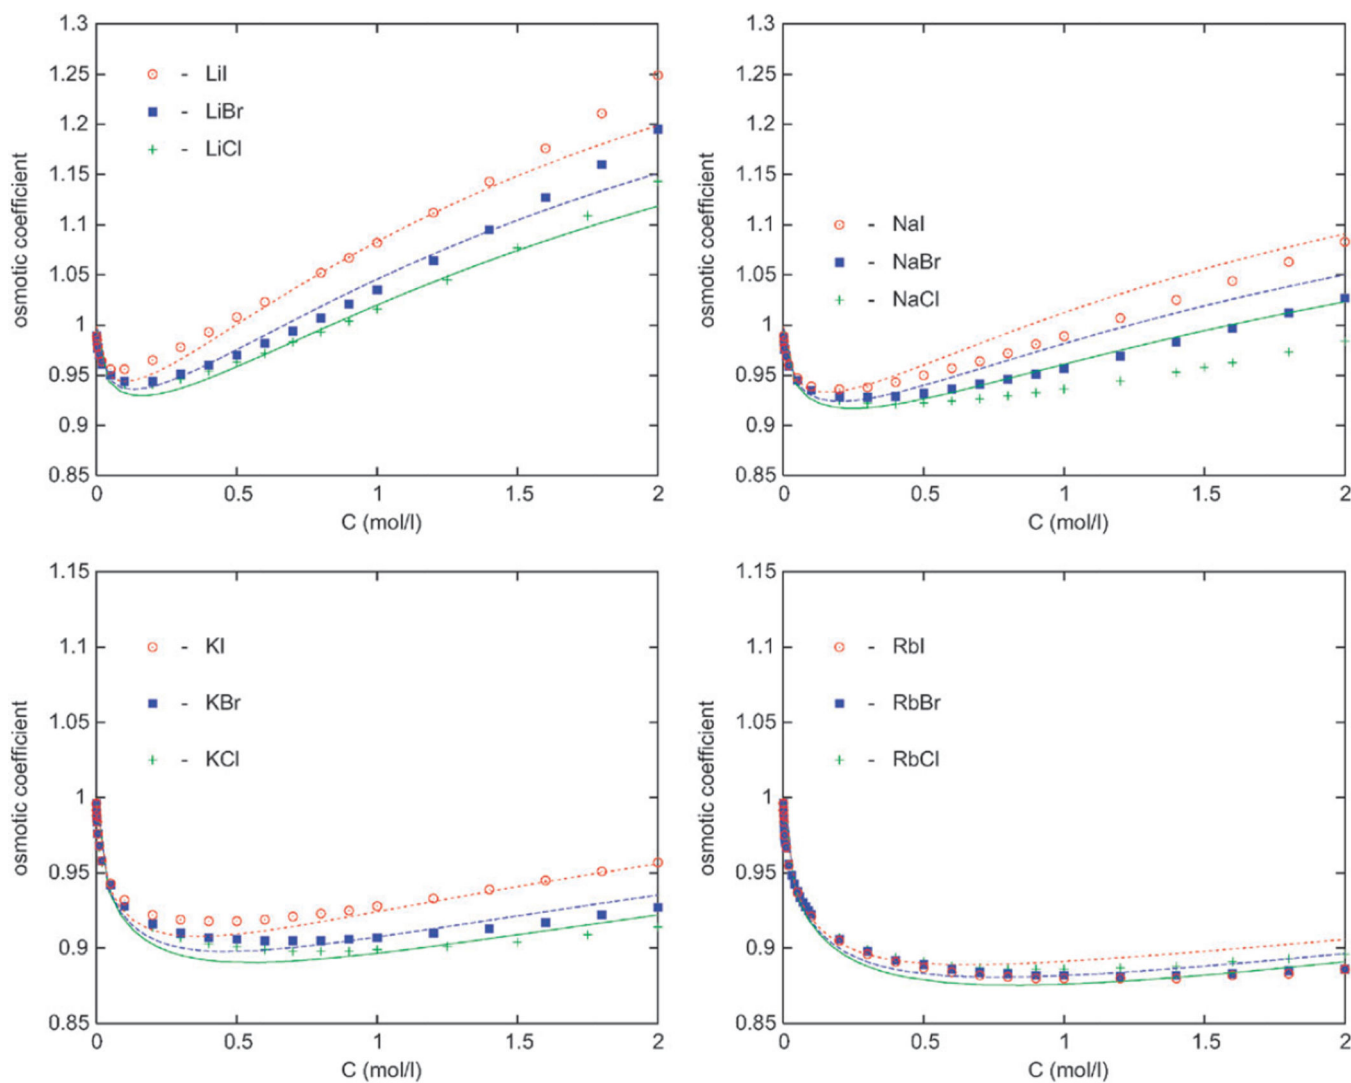 1.3
1.25
1.2
1.15
1.1
1.05
1
0.95
0.9
0.85
osmotic coefficient
- LiI
- LiBr
- LiCl
0 0.5 1 1.5 2
C (mol/l)
1.3
1.25
1.2
1.15
1.1
1.05
1
0.95
0.9
0.85
osmotic coefficient
- NaI
- NaBr
- NaCl
0 0.5 1 1.5 2
C (mol/l)
1.15
1.1
1.05
1
0.95
0.9
0.85
osmotic coefficient
- KI
- KBr
- KCl
0 0.5 1 1.5 2
C (mol/l)
1.15
1.1
1.05
1
0.95
0.9
0.85
osmotic coefficient
- RbI
- RbBr
- RbCl
0 0.5 1 1.5 2
C (mol/l)